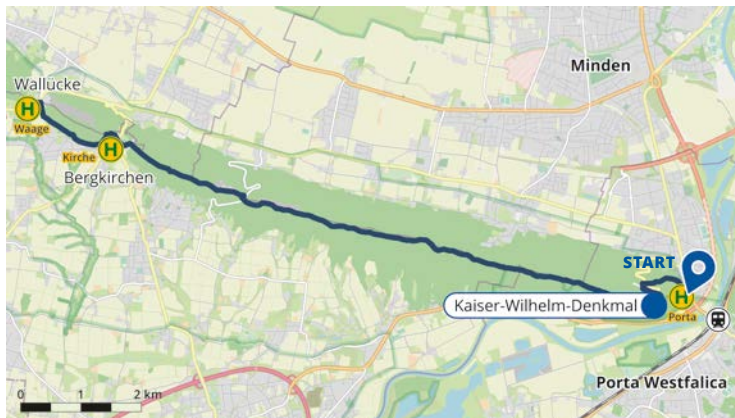 Wallücke
H
Waage
Kirche
H
Bergkirchen
Minden
START
Kaiser-Wilhelm-Denkmal
H
Porta
Porta Westfalica
0 1 2 km